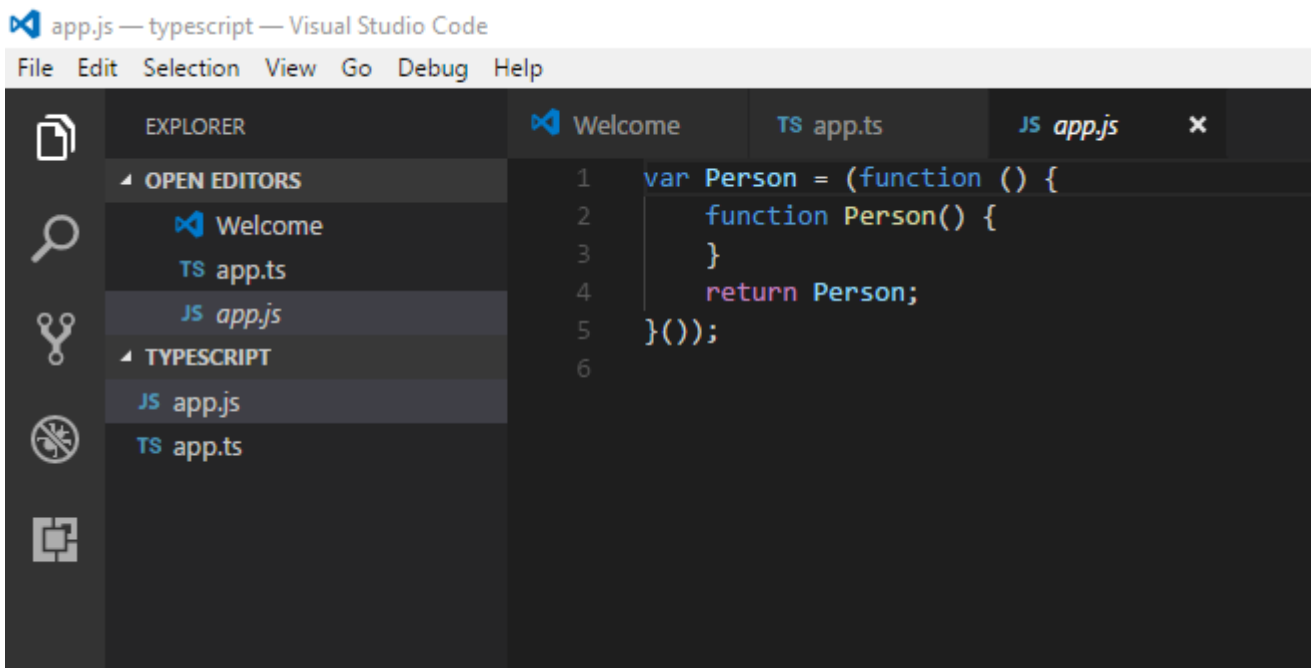 app.js — typescript — Visual Studio Code
File Edit Selection View Go Debug Help
EXPLORER
OPEN EDITORS
Welcome
TS app.ts
JS app.js
TYPESCRIPT
JS app.js
TS app.ts
Welcome TS app.ts JS app.js ×
1 var Person = (function () {
2     function Person() {
3     }
4     return Person;
5 }());
6